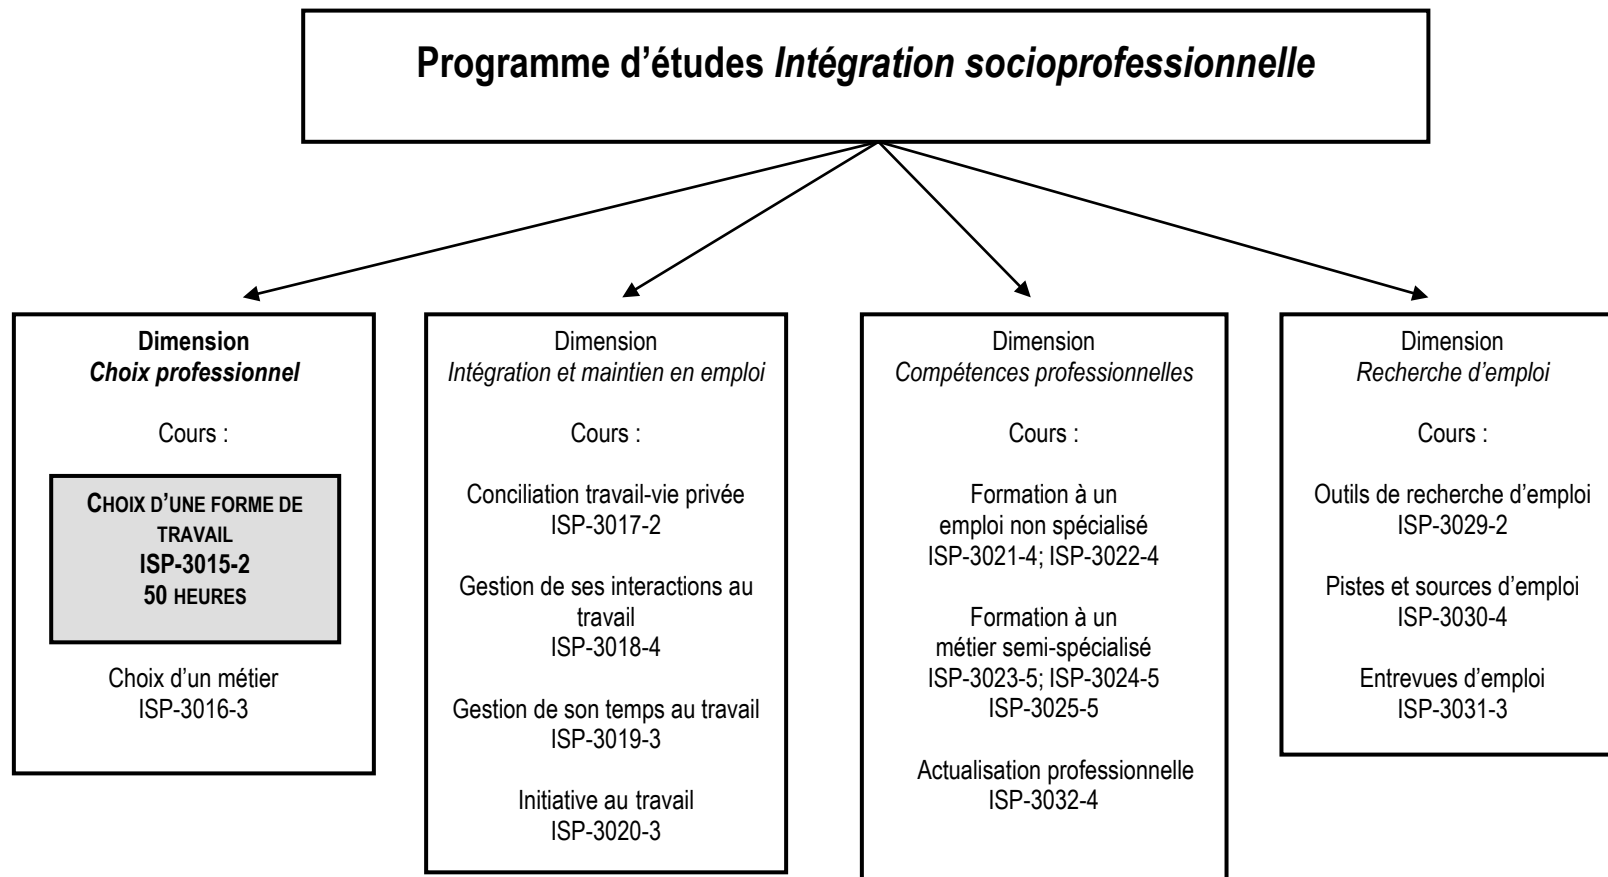 Programme d’études Intégration socioprofessionnelle
Dimension
Choix professionnel
Cours :
CHOIX D’UNE FORME DE
TRAVAIL
ISP-3015-2
50 HEURES
Choix d’un métier
ISP-3016-3
Dimension
Intégration et maintien en emploi
Cours :
Conciliation travail-vie privée
ISP-3017-2
Gestion de ses interactions au
travail
ISP-3018-4
Gestion de son temps au travail
ISP-3019-3
Initiative au travail
ISP-3020-3
Dimension
Compétences professionnelles
Cours :
Formation à un
emploi non spécialisé
ISP-3021-4; ISP-3022-4
Formation à un
métier semi-spécialisé
ISP-3023-5; ISP-3024-5
ISP-3025-5
Actualisation professionnelle
ISP-3032-4
Dimension
Recherche d’emploi
Cours :
Outils de recherche d’emploi
ISP-3029-2
Pistes et sources d’emploi
ISP-3030-4
Entrevues d’emploi
ISP-3031-3